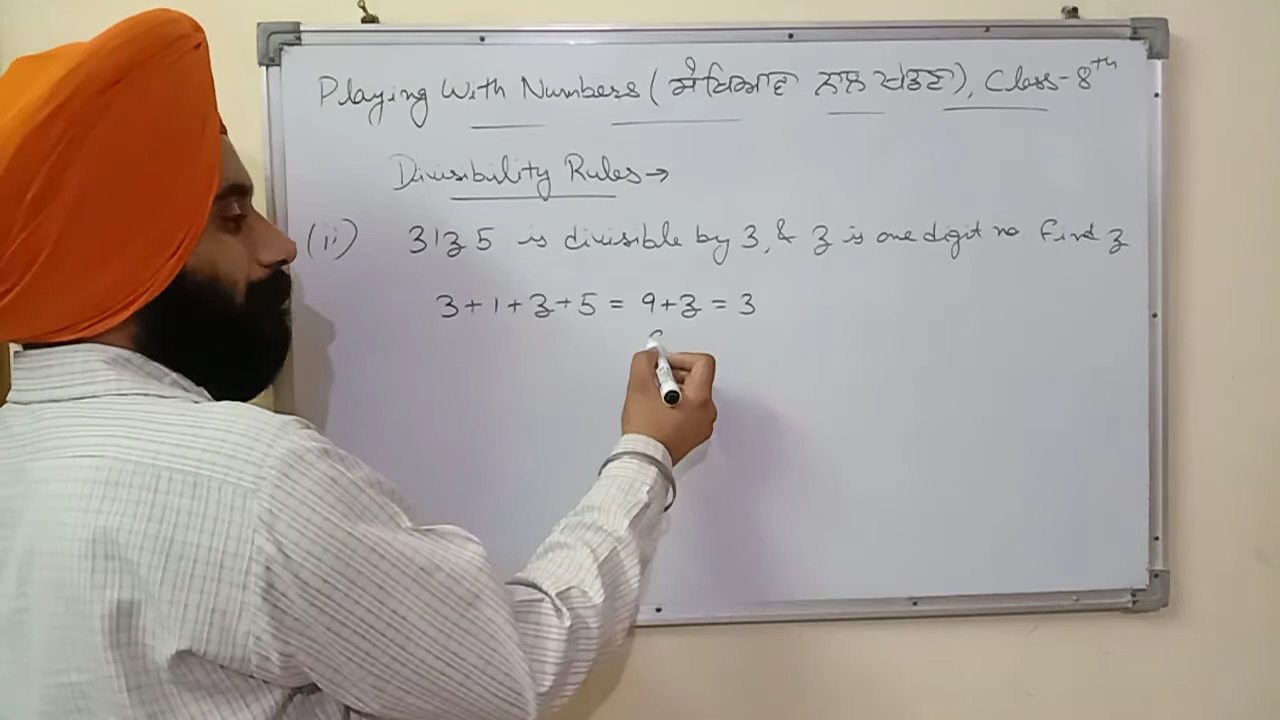 Playing With Numbers (ਸੰਖਿਆਵਾਂ ਨਾਲ ਖੇਡਣਾ), Class-8th
Divisibility Rules→
(ii) 31z5 is divisible by 3, & z is one digit no find z
3+1+z+5 = 9+z = 3